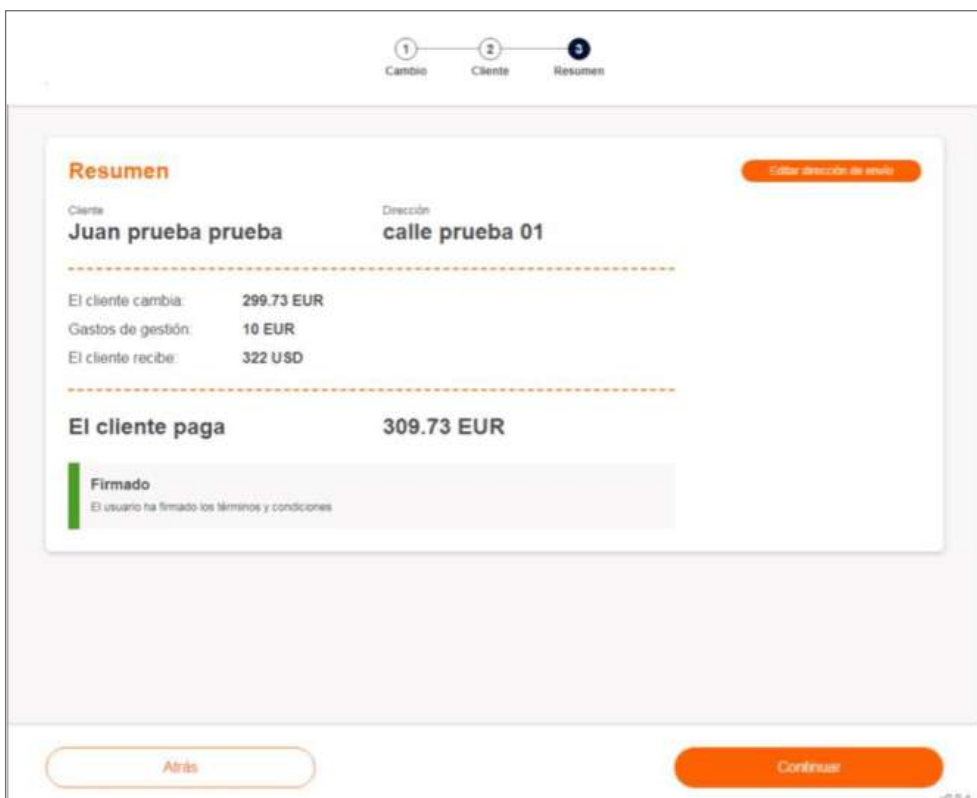 1 2 3
Cambio Cliente Resumen
Resumen
Editar dirección de envío
Cliente Dirección
Juan prueba prueba calle prueba 01
El cliente cambia: 299.73 EUR
Gastos de gestión: 10 EUR
El cliente recibe: 322 USD
El cliente paga 309.73 EUR
Firmado
El usuario ha firmado los términos y condiciones
Atrás Continuar